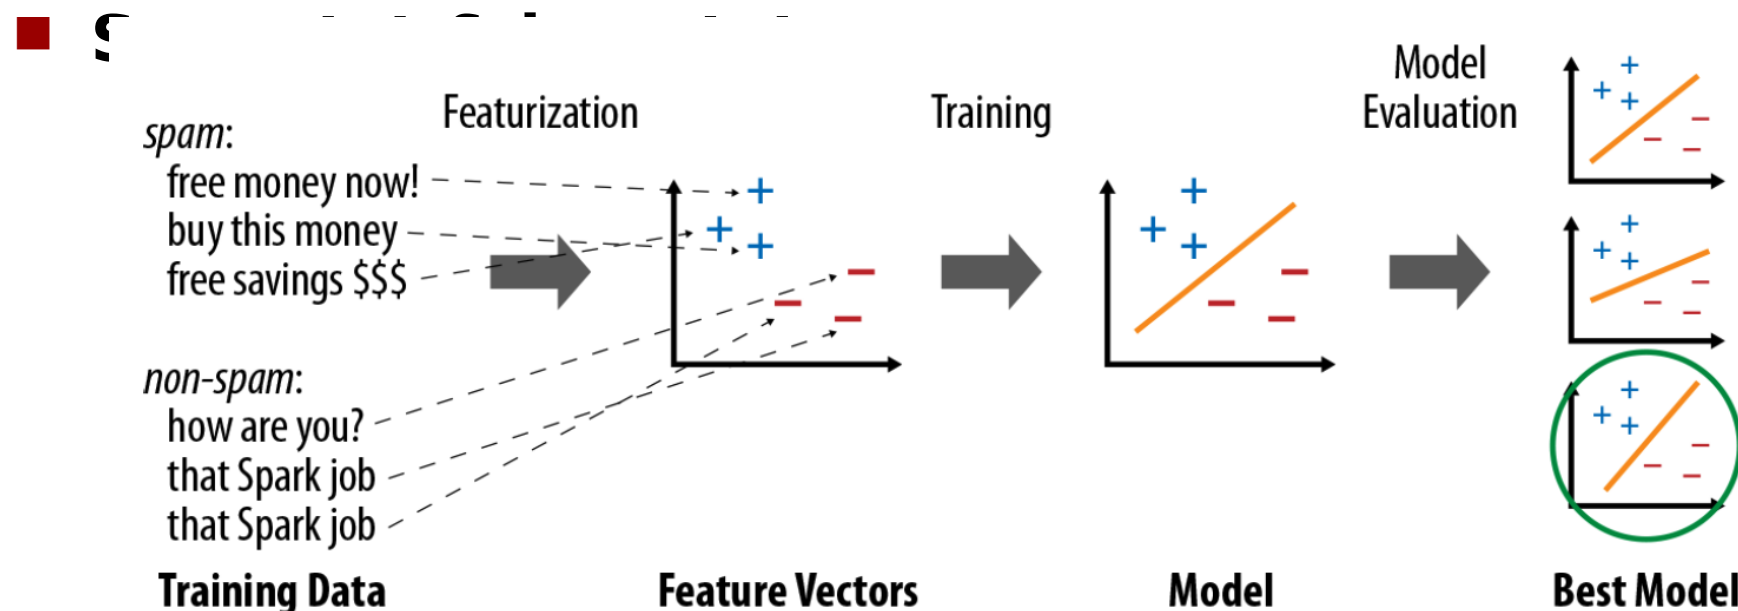 Featurization
Training
Model
Evaluation
spam:
free money now!
buy this money
free savings $$$
non-spam:
how are you?
that Spark job
that Spark job
Training Data
Feature Vectors
Model
Best Model